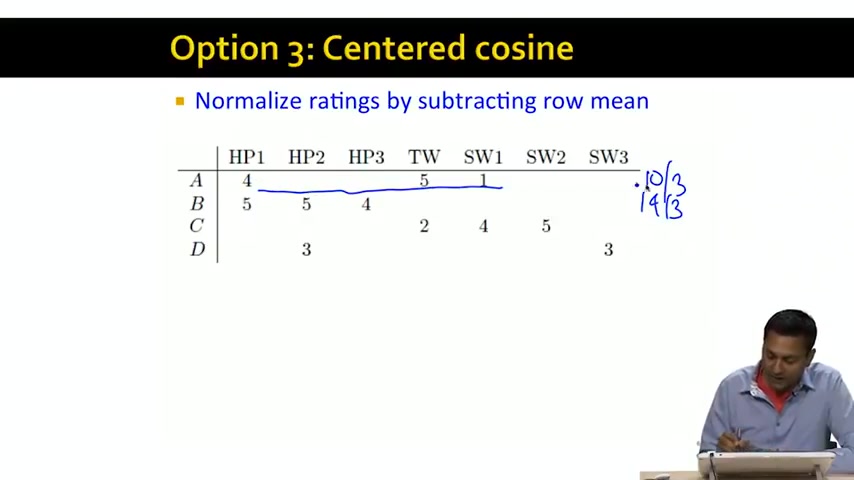 Option 3: Centered cosine
Normalize ratings by subtracting row mean
HP1 HP2 HP3 TW SW1 SW2 SW3
A 4 5 1 10/3
B 5 5 4 14/3
C 2 4 5
D 3 3